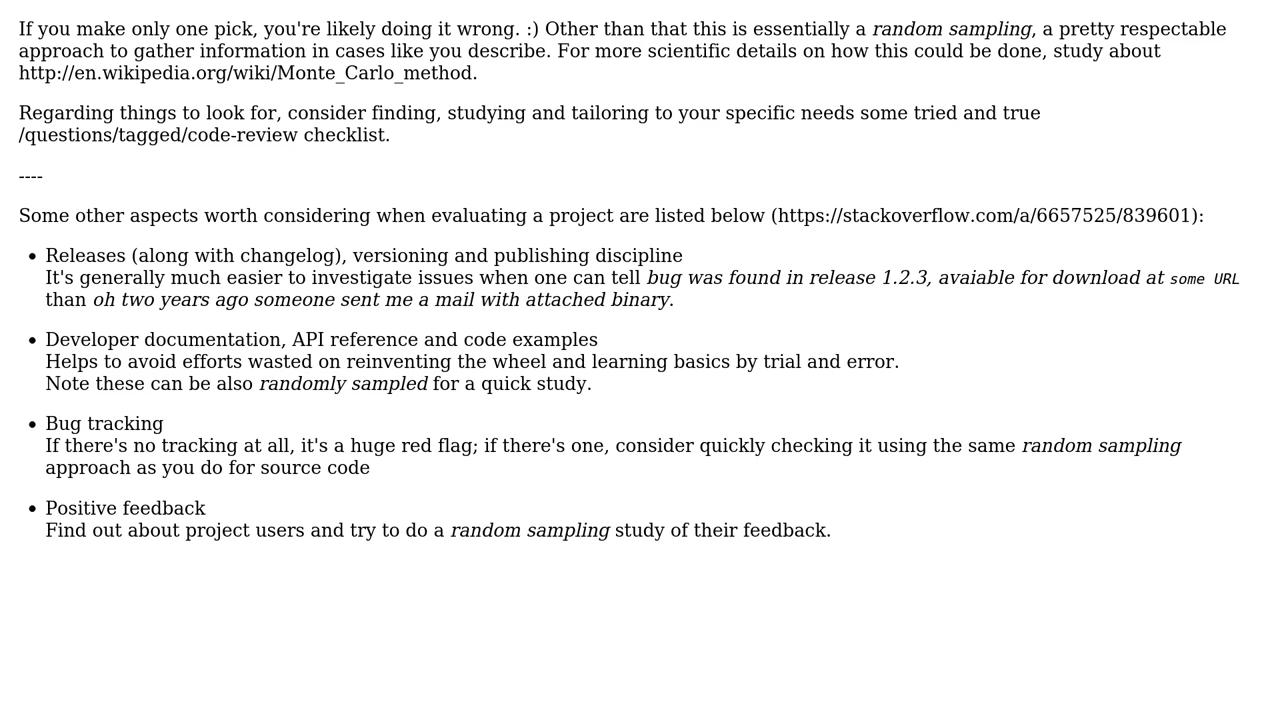 If you make only one pick, you're likely doing it wrong. :) Other than that this is essentially a random sampling, a pretty respectable
approach to gather information in cases like you describe. For more scientific details on how this could be done, study about
http://en.wikipedia.org/wiki/Monte_Carlo_method.
Regarding things to look for, consider finding, studying and tailoring to your specific needs some tried and true
/questions/tagged/code-review checklist.
----
Some other aspects worth considering when evaluating a project are listed below (https://stackoverflow.com/a/6657525/839601):
• Releases (along with changelog), versioning and publishing discipline
It's generally much easier to investigate issues when one can tell bug was found in release 1.2.3, avaiable for download at some URL
than oh two years ago someone sent me a mail with attached binary.
• Developer documentation, API reference and code examples
Helps to avoid efforts wasted on reinventing the wheel and learning basics by trial and error.
Note these can be also randomly sampled for a quick study.
• Bug tracking
If there's no tracking at all, it's a huge red flag; if there's one, consider quickly checking it using the same random sampling
approach as you do for source code
• Positive feedback
Find out about project users and try to do a random sampling study of their feedback.